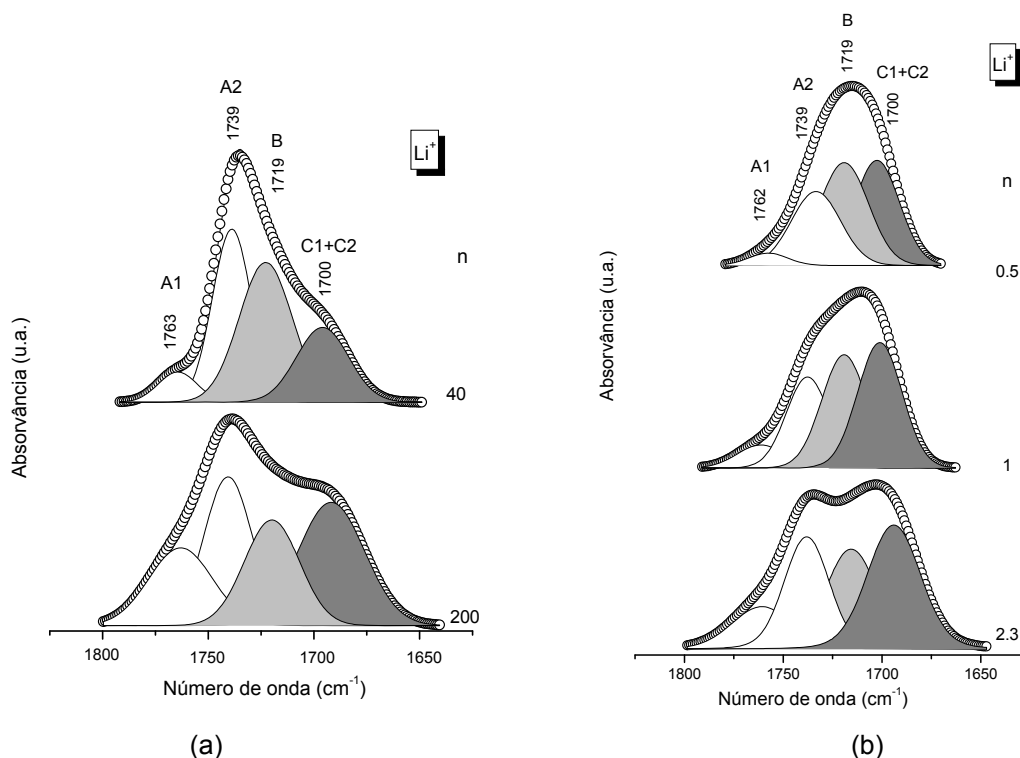 A2
1739
B
1719
Li+
A1
1763
C1+C2
1700
n
40
200
Absorvância (u.a.)
1800
1750
1700
1650
Número de onda (cm-1)
(a)
B
1719
C1+C2
1700
Li+
A2
1739
A1
1762
n
0.5
1
2.3
Absorvância (u.a.)
1800
1750
1700
1650
Número de onda (cm-1)
(b)